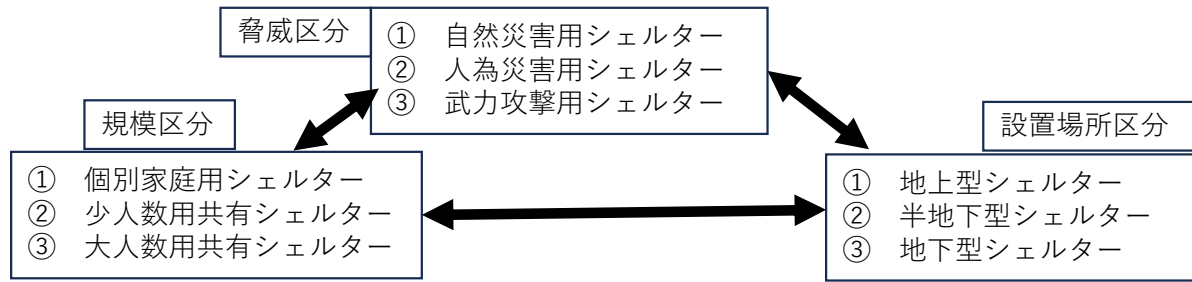 脅威区分
① 自然災害用シェルター
② 人為災害用シェルター
③ 武力攻撃用シェルター
規模区分
① 個別家庭用シェルター
② 少人数用共有シェルター
③ 大人数用共有シェルター
設置場所区分
① 地上型シェルター
② 半地下型シェルター
③ 地下型シェルター